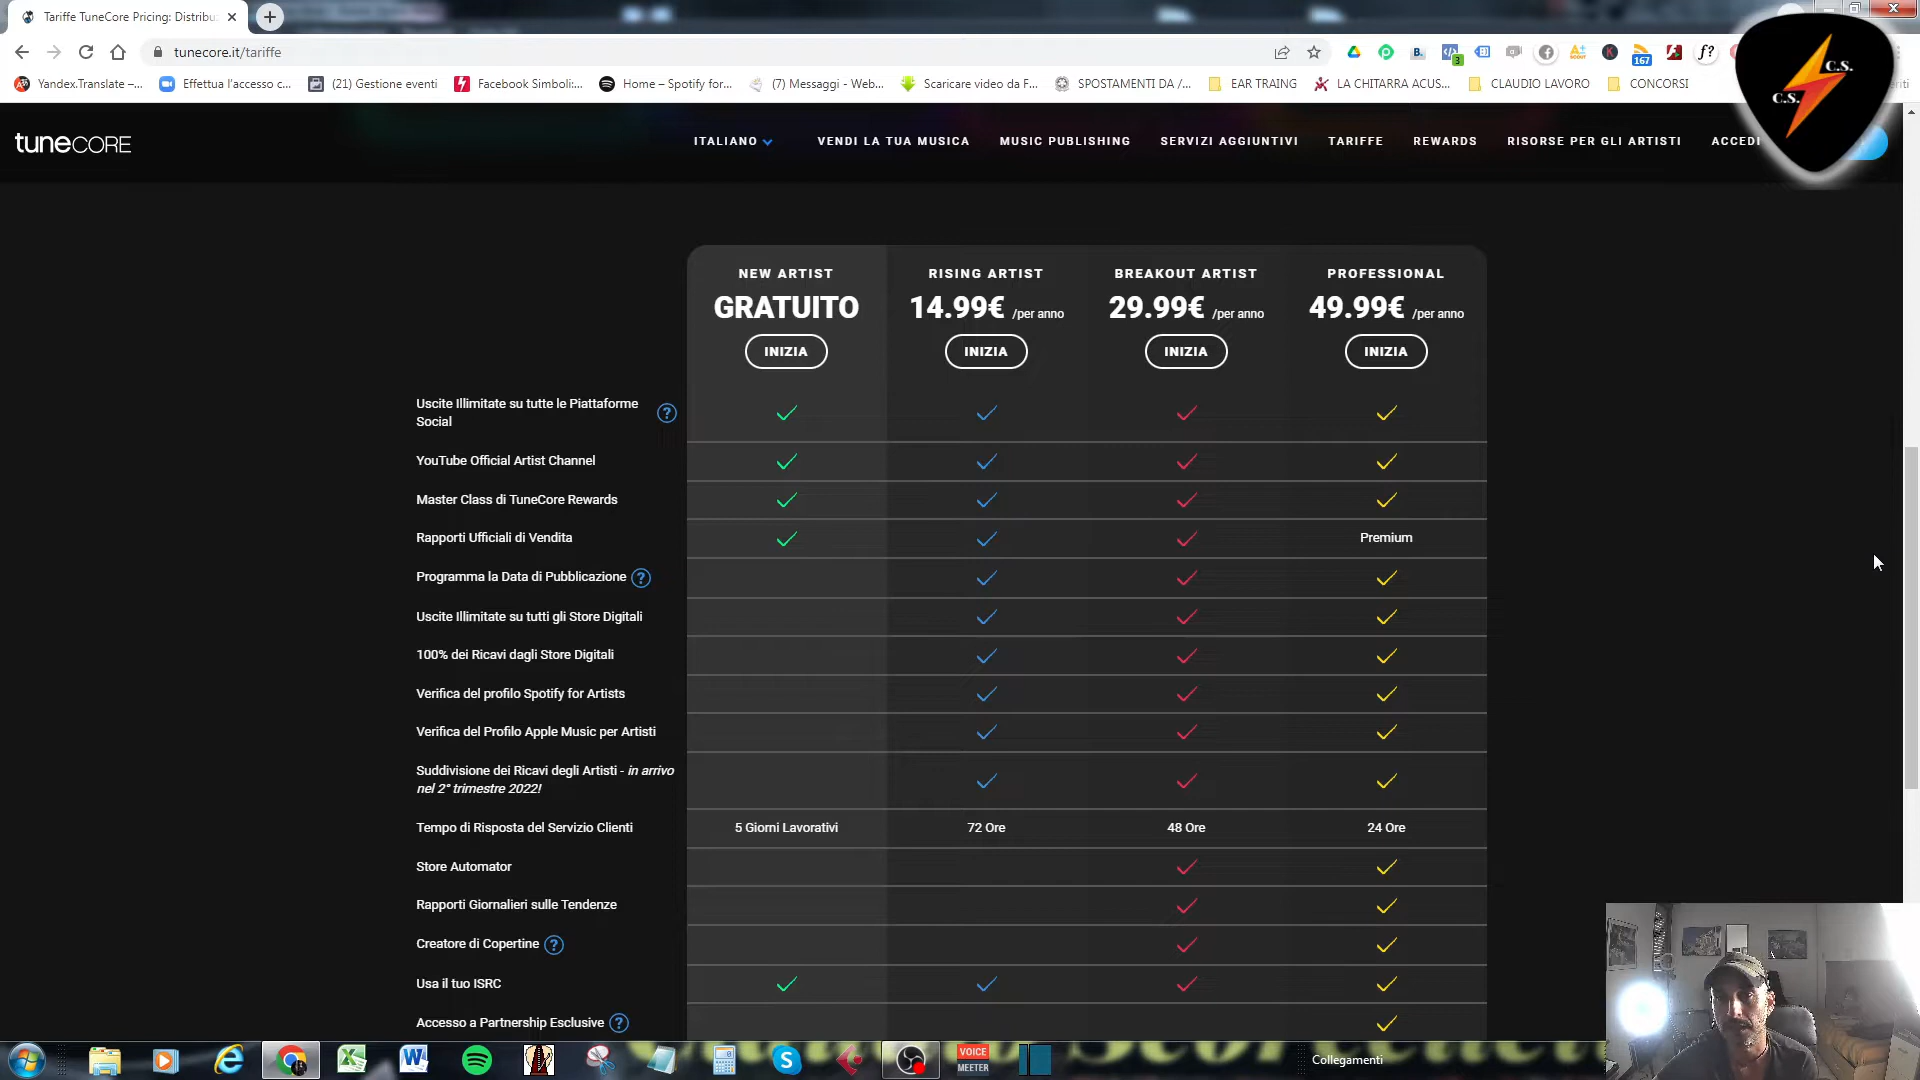 Tariffe TuneCore Pricing: Distribu
tunecore.it/tariffe
B.
3
167
f?
Yandex.Translate –...
Effettua l'accesso c...
(21) Gestione eventi
Facebook Simboli:...
Home – Spotify for...
(7) Messaggi - Web...
Scaricare video da F...
SPOSTAMENTI DA /...
EAR TRAING
LA CHITARRA ACUS...
CLAUDIO LAVORO
CONCORSI
C.S.
C.S.
tuneCORE
ITALIANO
VENDI LA TUA MUSICA
MUSIC PUBLISHING
SERVIZI AGGIUNTIVI
TARIFFE
REWARDS
RISORSE PER GLI ARTISTI
ACCEDI
NEW ARTIST
RISING ARTIST
BREAKOUT ARTIST
PROFESSIONAL
GRATUITO
14.99€ /per anno
29.99€ /per anno
49.99€ /per anno
INIZIA
INIZIA
INIZIA
INIZIA
Uscite Illimitate su tutte le Piattaforme
Social
?
YouTube Official Artist Channel
Master Class di TuneCore Rewards
Rapporti Ufficiali di Vendita
Premium
Programma la Data di Pubblicazione ?
Uscite Illimitate su tutti gli Store Digitali
100% dei Ricavi dagli Store Digitali
Verifica del profilo Spotify for Artists
Verifica del Profilo Apple Music per Artisti
Suddivisione dei Ricavi degli Artisti - in arrivo
nel 2° trimestre 2022!
Tempo di Risposta del Servizio Clienti
5 Giorni Lavorativi
72 Ore
48 Ore
24 Ore
Store Automator
Rapporti Giornalieri sulle Tendenze
Creatore di Copertine ?
Usa il tuo ISRC
Accesso a Partnership Esclusive ?
VOICE
MEETER
Collegamenti